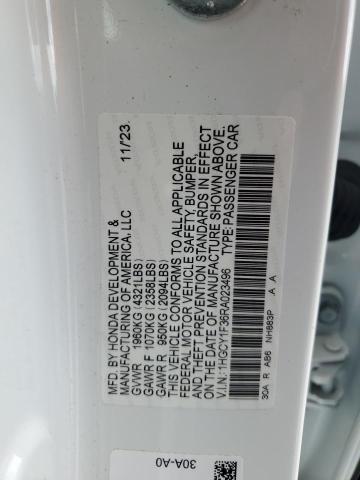 MFD. BY HONDA DEVELOPMENT &
MANUFACTURING OF AMERICA, LLC 11/'23.
GVWR 1960KG (4321LBS)
GAWR F 1070KG (2358LBS)
GAWR R 950KG (2094LBS)
THIS VEHICLE CONFORMS TO ALL APPLICABLE
FEDERAL MOTOR VEHICLE SAFETY, BUMPER,
AND THEFT PREVENTION STANDARDS IN EFFECT
ON THE DATE OF MANUFACTURE SHOWN ABOVE.
V.I.N.: 1HGCY1F36RA023496 TYPE: PASSENGER CAR
30A R AB6 NH883P A A
30A-A0